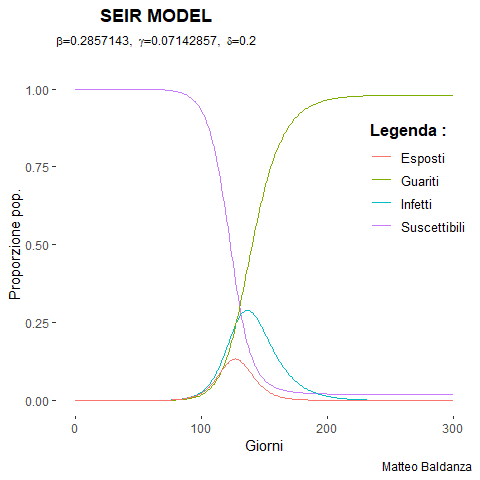 SEIR MODEL
β=0.2857143, γ=0.07142857, δ=0.2
1.00
0.75
0.50
0.25
0.00
Proporzione pop.
Legenda :
Esposti
Guariti
Infetti
Suscettibili
0 100 200 300
Giorni
Matteo Baldanza